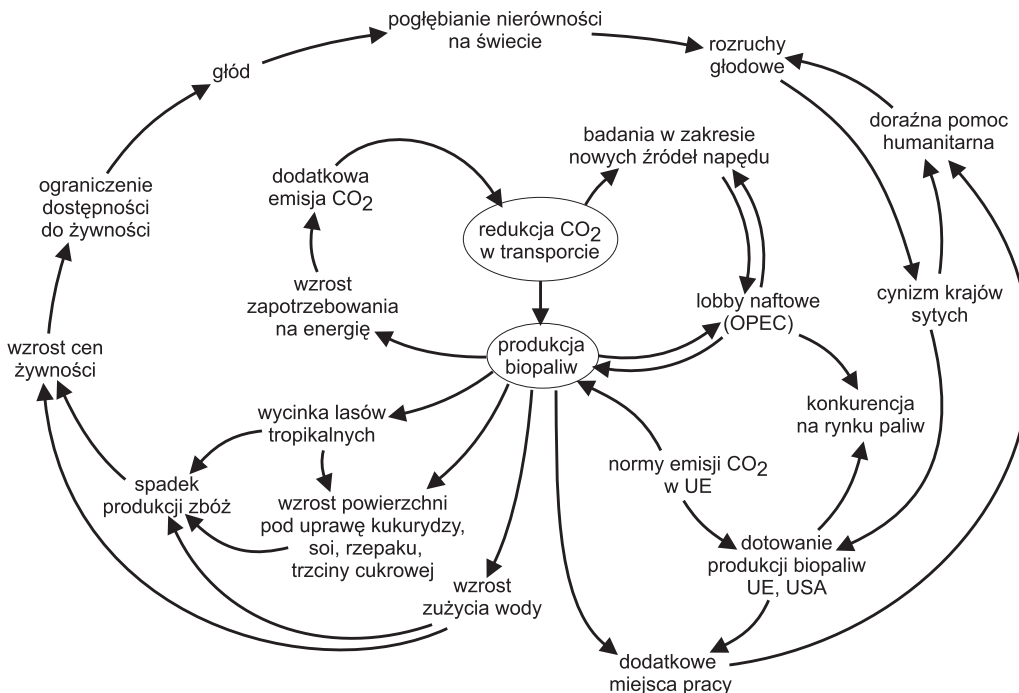 pogłębianie nierówności
na świecie
rozruchy
głodowe
głód
doraźna pomoc
humanitarna
badania w zakresie
nowych źródeł napędu
dodatkowa
emisja CO₂
ograniczenie
dostępności
do żywności
redukcja CO₂
w transporcie
wzrost
zapotrzebowania
na energię
lobby naftowe
(OPEC)
cynizm krajów
sytych
wzrost cen
żywności
produkcja
biopaliw
konkurencja
na rynku paliw
wycinka lasów
tropikalnych
normy emisji CO₂
w UE
spadek
produkcji zbóż
wzrost powierzchni
pod uprawę kukurydzy,
soi, rzepaku,
trzciny cukrowej
dotowanie
produkcji biopaliw
UE, USA
wzrost
zużycia wody
dodatkowe
miejsca pracy